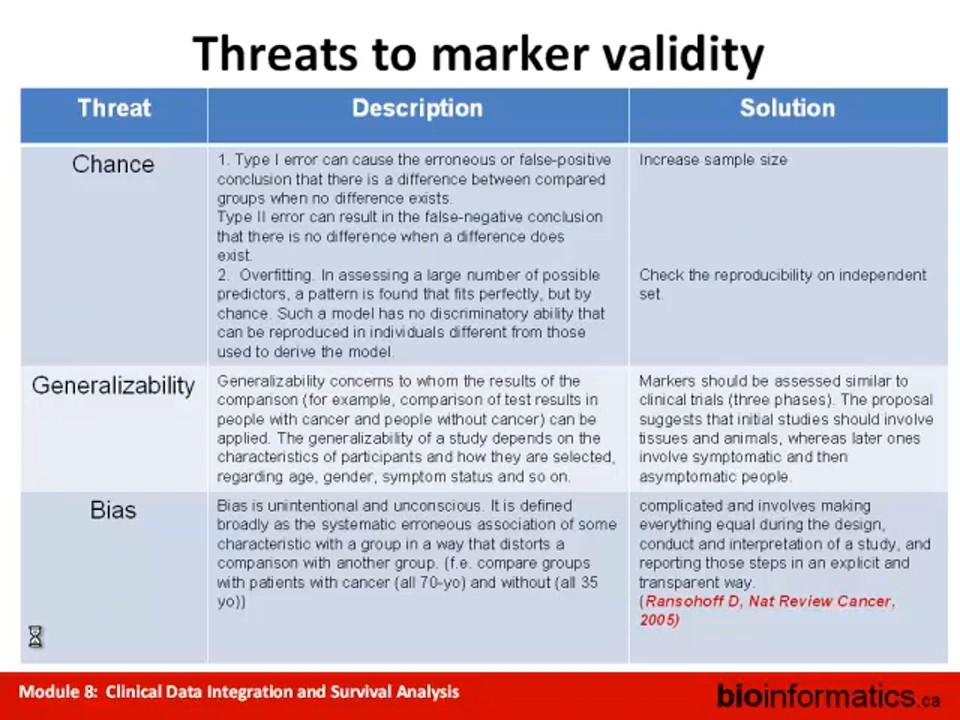 Threats to marker validity
Threat
Description
Solution
Chance
1. Type I error can cause the erroneous or false-positive
conclusion that there is a difference between compared
groups when no difference exists.
Type II error can result in the false-negative conclusion
that there is no difference when a difference does
exist.
2. Overfitting. In assessing a large number of possible
predictors, a pattern is found that fits perfectly, but by
chance. Such a model has no discriminatory ability that
can be reproduced in individuals different from those
used to derive the model.
Increase sample size
Check the reproducibility on independent
set.
Generalizability
Generalizability concerns to whom the results of the
comparison (for example, comparison of test results in
people with cancer and people without cancer) can be
applied. The generalizability of a study depends on the
characteristics of participants and how they are selected,
regarding age, gender, symptom status and so on.
Markers should be assessed similar to
clinical trials (three phases). The proposal
suggests that initial studies should involve
tissues and animals, whereas later ones
involve symptomatic and then
asymptomatic people.
Bias
Bias is unintentional and unconscious. It is defined
broadly as the systematic erroneous association of some
characteristic with a group in a way that distorts a
comparison with another group. (f.e. compare groups
with patients with cancer (all 70-yo) and without (all 35
yo))
complicated and involves making
everything equal during the design,
conduct and interpretation of a study, and
reporting those steps in an explicit and
transparent way.
(Ransohoff D, Nat Review Cancer,
2005)
Module 8: Clinical Data Integration and Survival Analysis
bioinformatics.ca